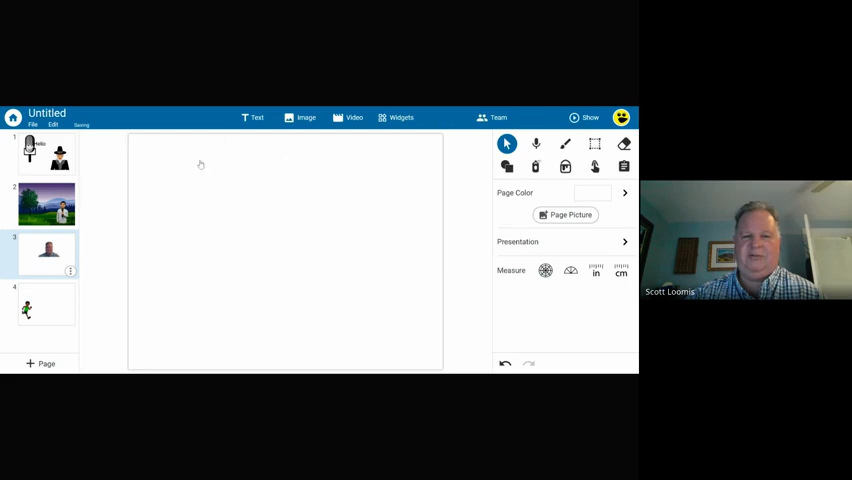 Untitled
File Edit Saving
Text Image Video Widgets Team Show
1
Hello
2
3
4
+ Page
Page Color
Page Picture
Presentation
Measure in cm
Scott Loomis